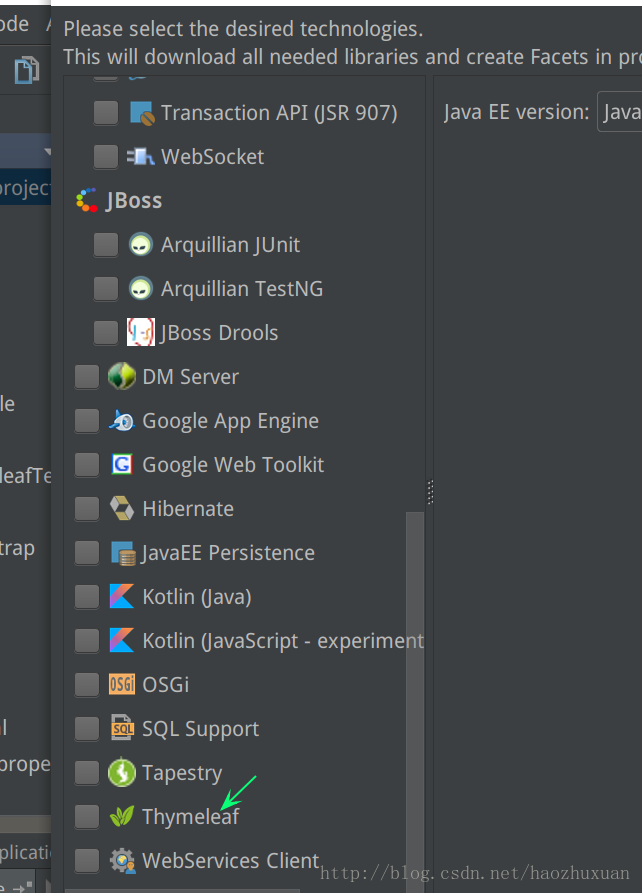 ode
Please select the desired technologies.
This will download all needed libraries and create Facets in pro
Transaction API (JSR 907)
Java EE version: Java
WebSocket
project
JBoss
Arquillian JUnit
Arquillian TestNG
JBoss Drools
DM Server
le
Google App Engine
Google Web Toolkit
leafTe
Hibernate
trap
JavaEE Persistence
Kotlin (Java)
Kotlin (JavaScript - experiment
OSGi
SQL Support
l
prope
Tapestry
Thymeleaf
plicati
WebServices Client
http://blog.csdn.net/haozhuxuan